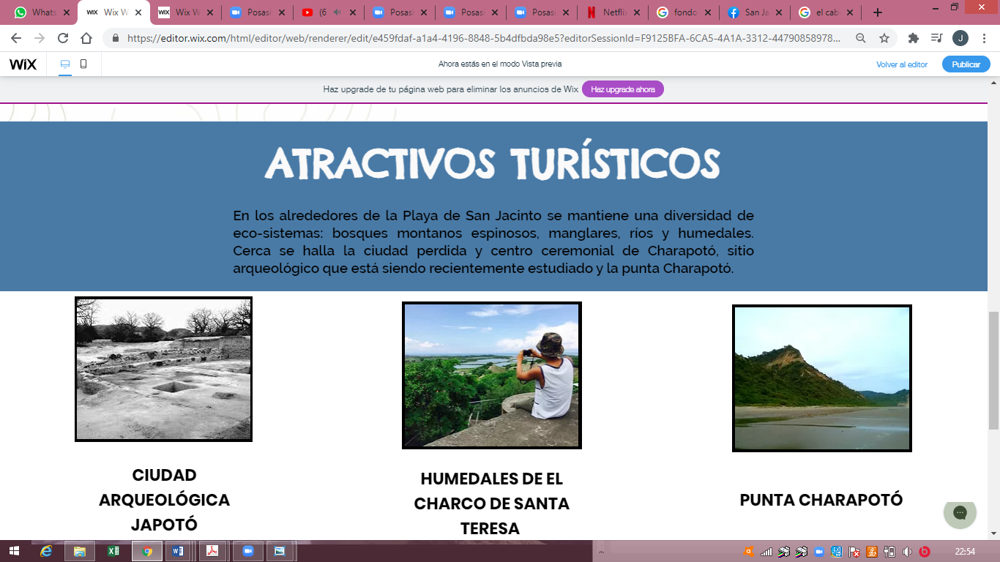 Whats
Wix W
Wix W
Posas
(6
Posas
Posas
Posas
Netflix
fondo
San Ja
el cab
https://editor.wix.com/html/editor/web/renderer/edit/e459fdaf-a1a4-4196-8848-5b4dfbda98e5?editorSessionId=F9125BFA-6CA5-4A1A-3312-44790858978...
J
WiX
Ahora estás en el modo Vista previa
Volver al editor
Publicar
Haz upgrade de tu página web para eliminar los anuncios de Wix
Haz upgrade ahora
ATRACTIVOS TURÍSTICOS
En los alrededores de la Playa de San Jacinto se mantiene una diversidad de
eco-sistemas: bosques montanos espinosos, manglares, ríos y humedales.
Cerca se halla la ciudad perdida y centro ceremonial de Charapotó, sitio
arqueológico que está siendo recientemente estudiado y la punta Charapotó.
CIUDAD
ARQUEOLÓGICA
JAPOTÓ
HUMEDALES DE EL
CHARCO DE SANTA
TERESA
PUNTA CHARAPOTÓ
22:54